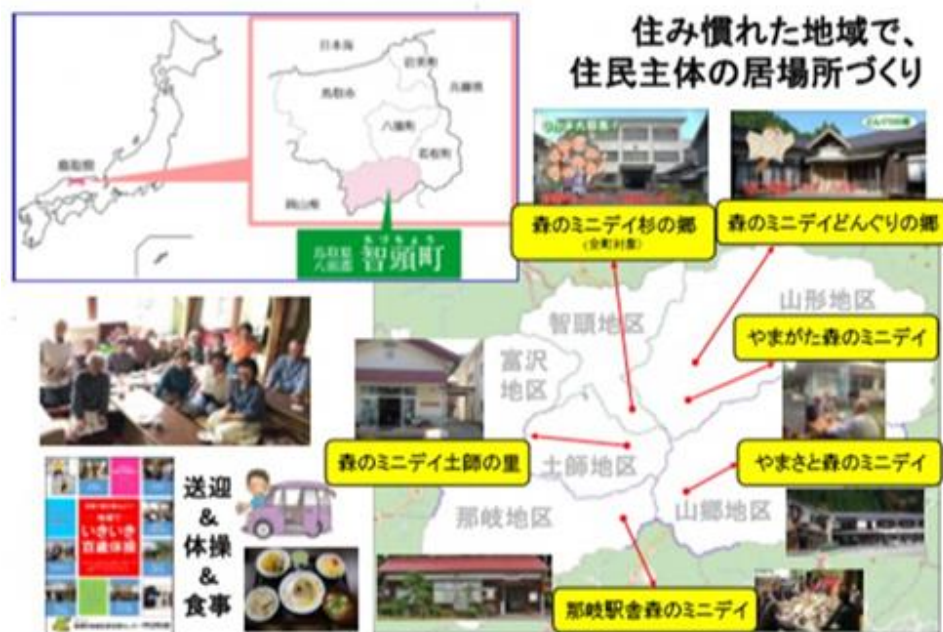 住み慣れた地域で、
住民主体の居場所づくり
日本海
岩美町
鳥取市
兵庫県
八頭町
若桜町
鳥取県
岡山県
鳥取県
八頭郡
ちづちょう
智頭町
どんぐりの郷
森のミニデイ杉の郷
(全町対象)
森のミニデイどんぐりの郷
山形地区
智頭地区
やまがた森のミニデイ
富沢
地区
森のミニデイ土師の里
土師地区
やまさと森のミニデイ
那岐地区
山郷地区
那岐駅舎森のミニデイ
送迎
&
体操
&
食事
いきいき
百歳体操